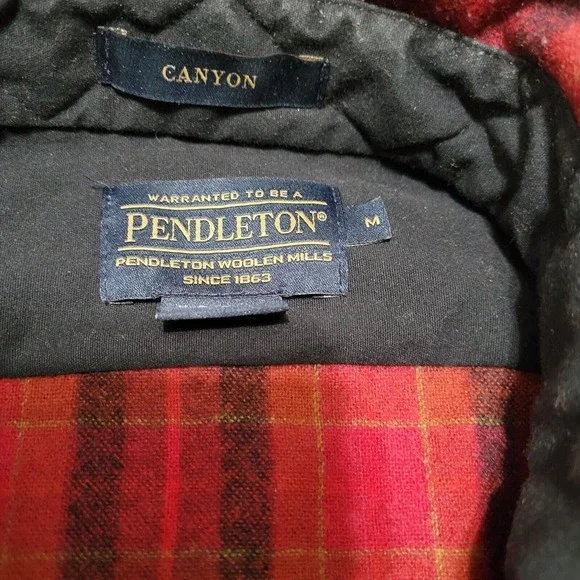 CANYON
WARRANTED TO BE A
PENDLETON®
M
PENDLETON WOOLEN MILLS
SINCE 1863